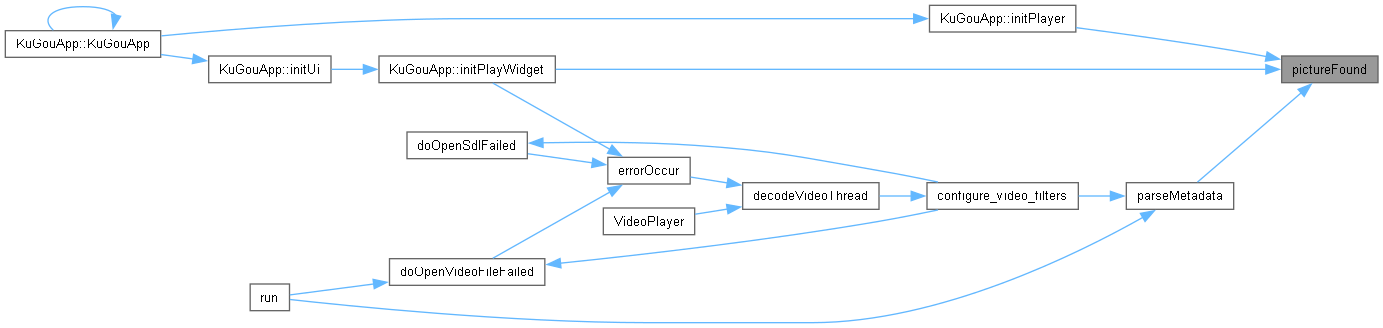 KuGouApp::initPlayer
KuGouApp::KuGouApp
KuGouApp::initUi
KuGouApp::initPlayWidget
pictureFound
doOpenSdlFailed
errorOccur
decodeVideoThread
configure_video_filters
parseMetadata
VideoPlayer
doOpenVideoFileFailed
run